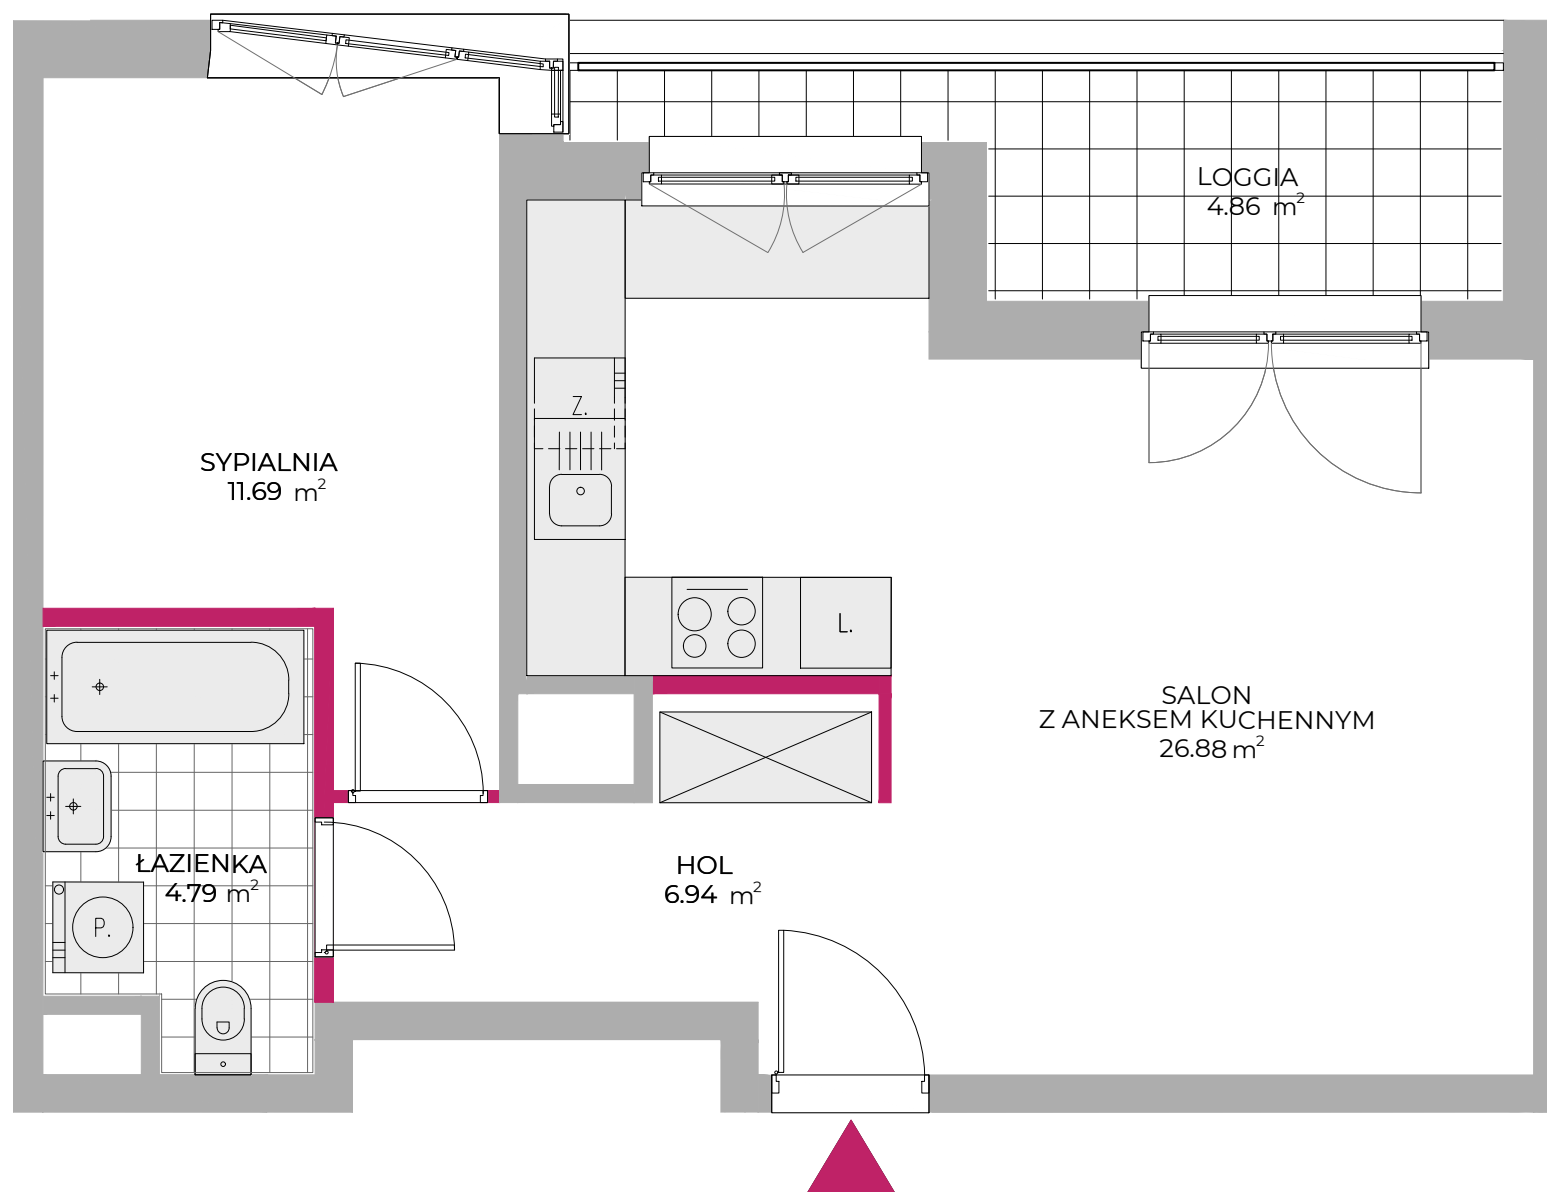 LOGGIA
4.86 m²
Z.
SYPIALNIA
11.69 m²
L.
SALON
Z ANEKSEM KUCHENNYM
26.88 m²
ŁAZIENKA
4.79 m²
HOL
6.94 m²
P.